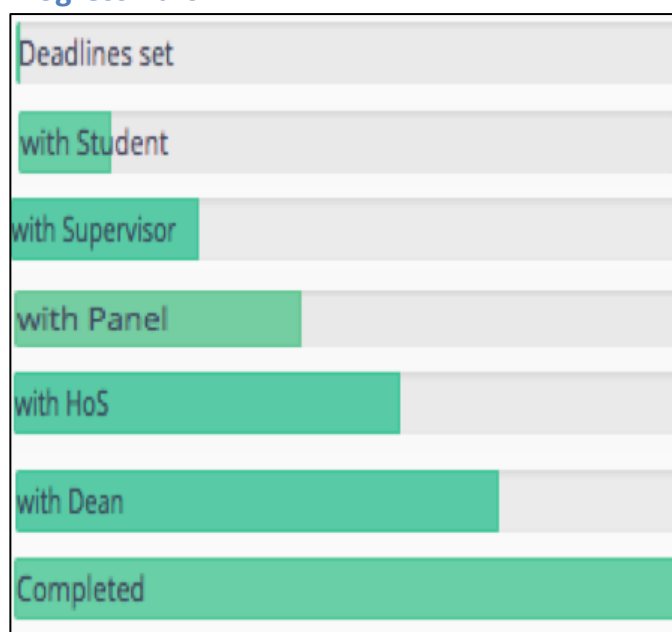 Deadlines set
with Student
with Supervisor
with Panel
with HoS
with Dean
Completed